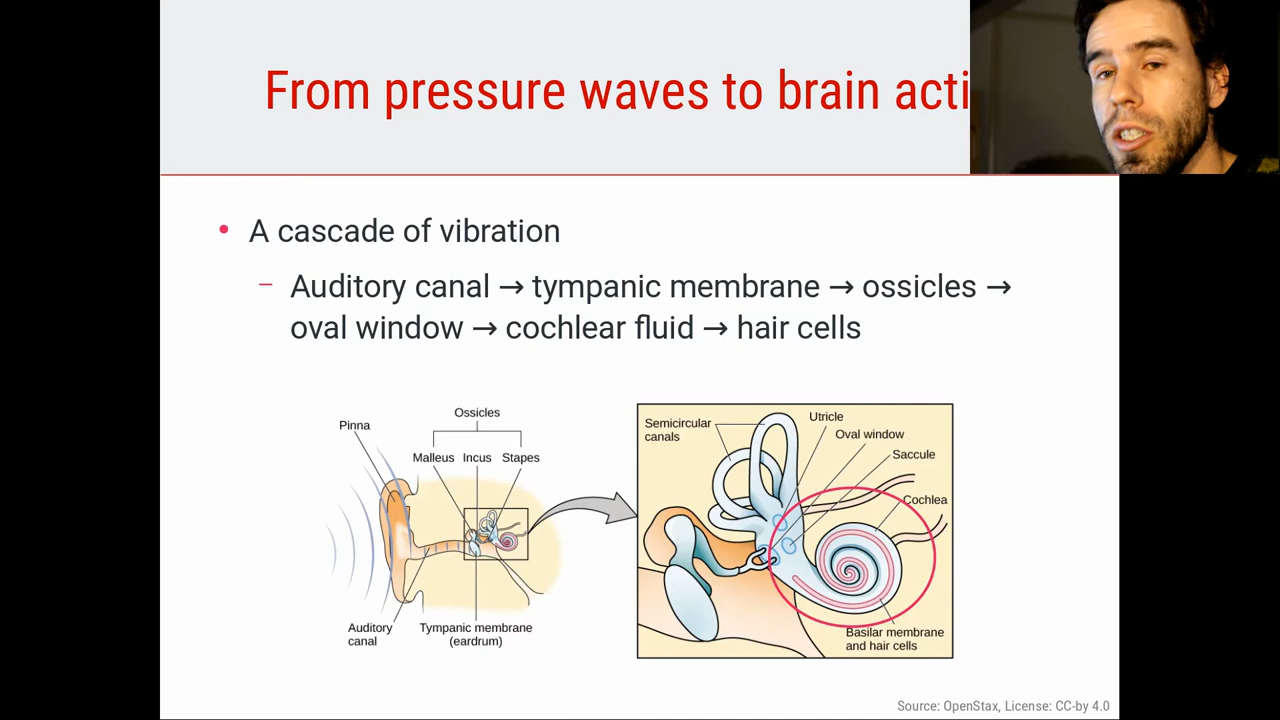 From pressure waves to brain acti
• A cascade of vibration
– Auditory canal → tympanic membrane → ossicles →
oval window → cochlear fluid → hair cells
Ossicles
Pinna
Malleus Incus Stapes
Auditory
canal
Tympanic membrane
(eardrum)
Semicircular
canals
Utricle
Oval window
Saccule
Cochlea
Basilar membrane
and hair cells
Source: OpenStax, License: CC-by 4.0